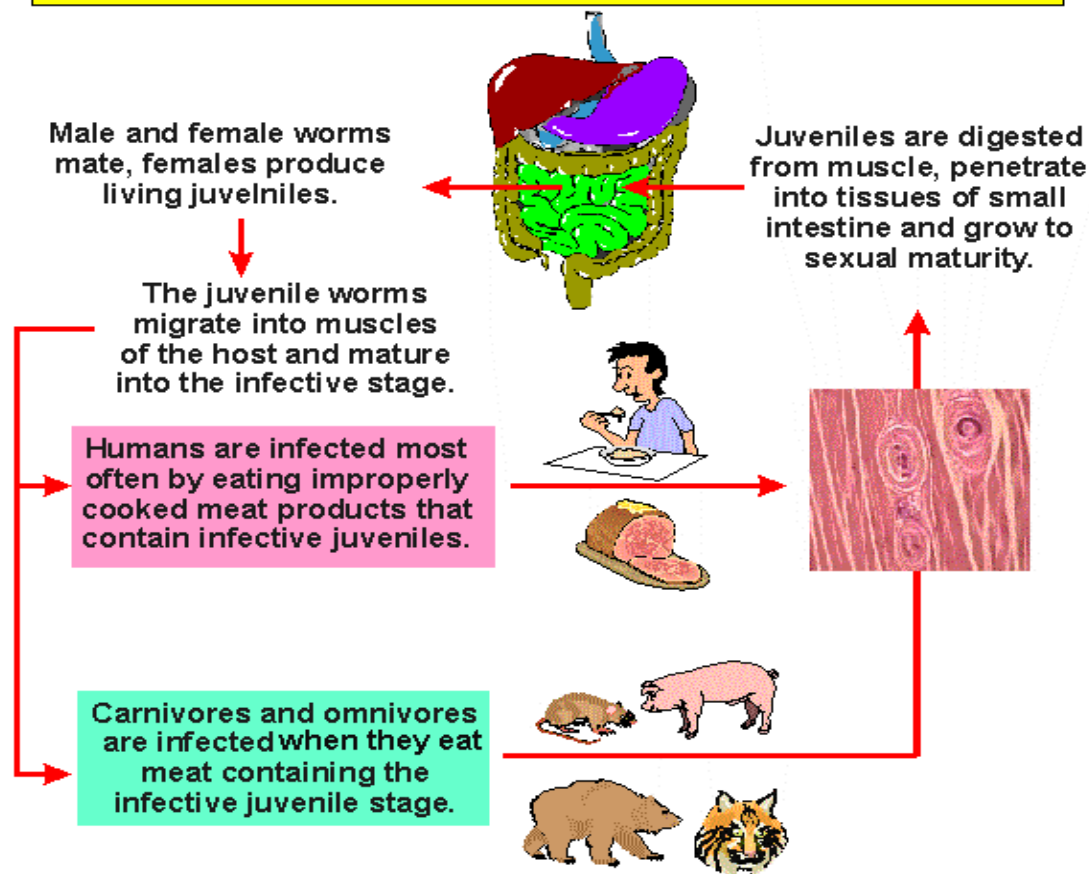 Male and female worms
mate, females produce
living juvelniles.
The juvenile worms
migrate into muscles
of the host and mature
into the infective stage.
Humans are infected most
often by eating improperly
cooked meat products that
contain infective juveniles.
Carnivores and omnivores
are infected when they eat
meat containing the
infective juvenile stage.
Juveniles are digested
from muscle, penetrate
into tissues of small
intestine and grow to
sexual maturity.